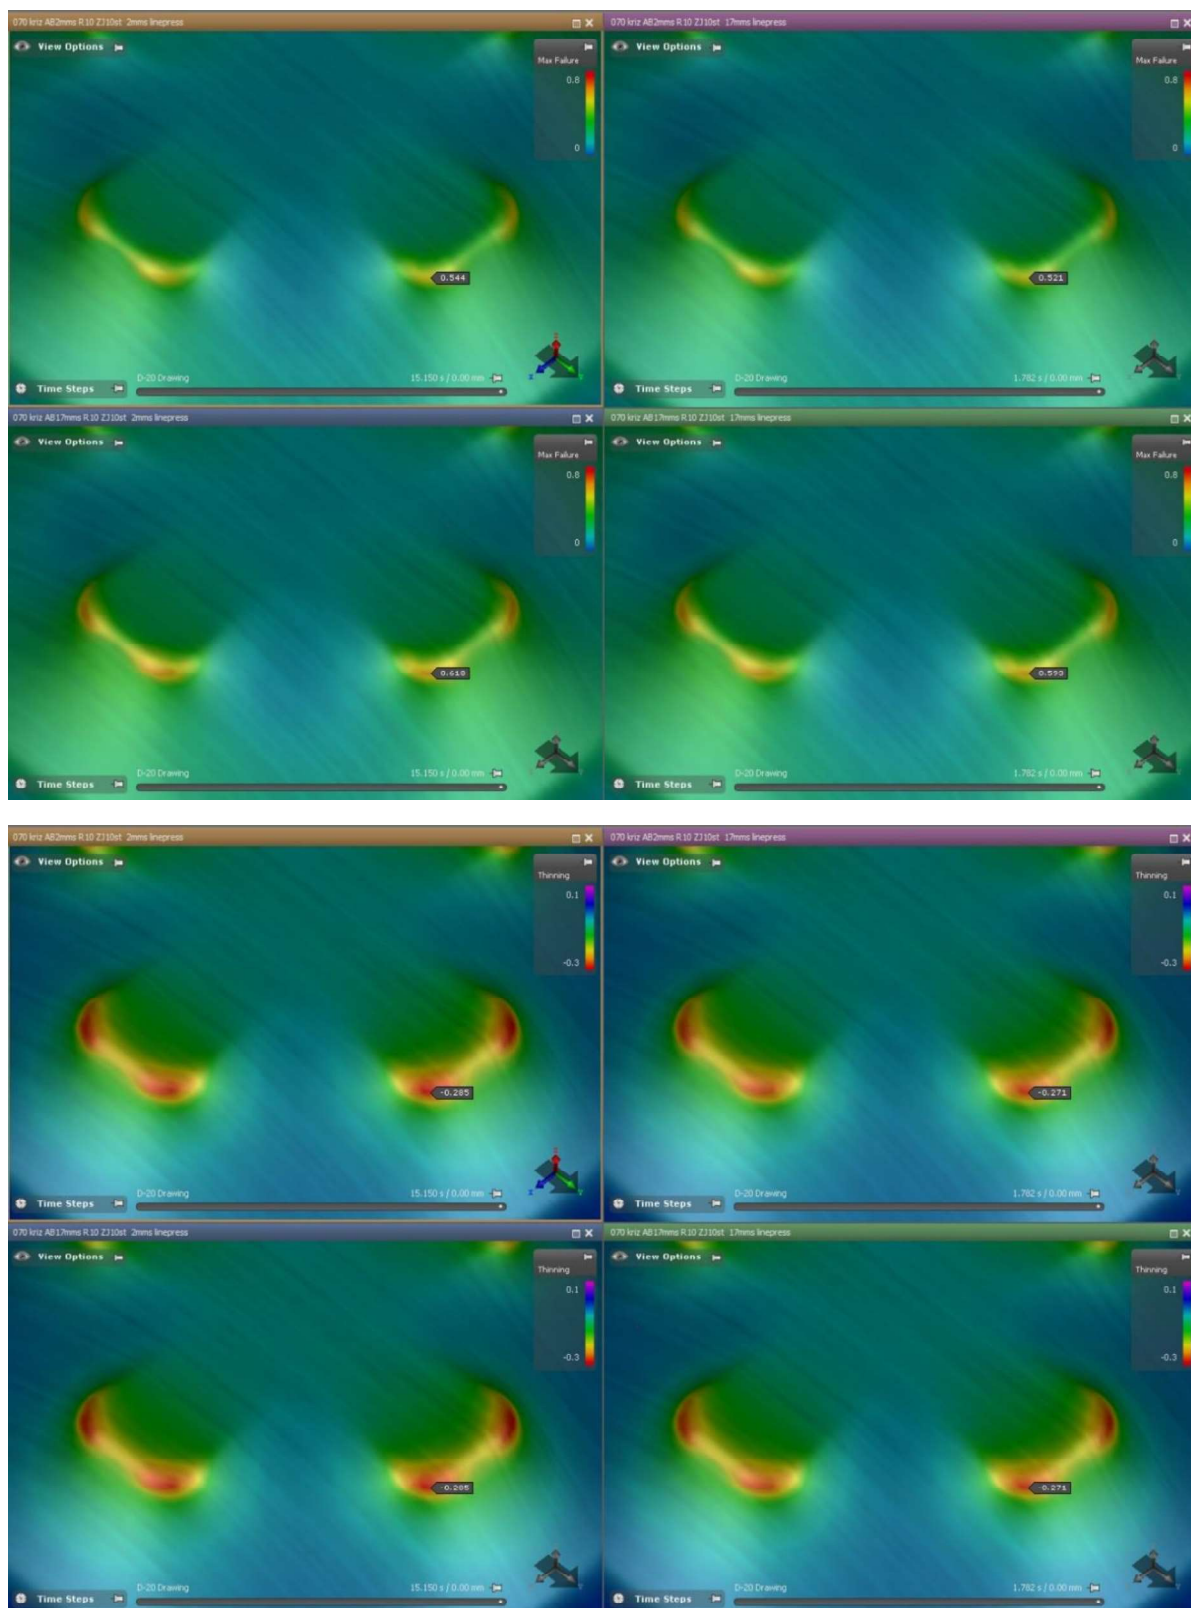 070 kriz AB2mms R10 ZJ10st 2mms linepress
View Options
Max Failure
0.8
0
0.544
D-20 Drawing
15.150 s / 0.00 mm
Time Steps
070 kriz AB2mms R10 ZJ10st 17mms linepress
View Options
Max Failure
0.8
0
0.521
D-20 Drawing
1.782 s / 0.00 mm
Time Steps
070 kriz AB17mms R10 ZJ10st 2mms linepress
View Options
Max Failure
0.8
0
0.610
D-20 Drawing
15.150 s / 0.00 mm
Time Steps
070 kriz AB17mms R10 ZJ10st 17mms linepress
View Options
Max Failure
0.8
0
0.593
D-20 Drawing
1.782 s / 0.00 mm
Time Steps
070 kriz AB2mms R10 ZJ10st 2mms linepress
View Options
Thinning
0.1
-0.3
-0.285
D-20 Drawing
15.150 s / 0.00 mm
Time Steps
070 kriz AB2mms R10 ZJ10st 17mms linepress
View Options
Thinning
0.1
-0.3
-0.271
D-20 Drawing
1.782 s / 0.00 mm
Time Steps
070 kriz AB17mms R10 ZJ10st 2mms linepress
View Options
Thinning
0.1
-0.3
-0.285
D-20 Drawing
15.150 s / 0.00 mm
Time Steps
070 kriz AB17mms R10 ZJ10st 17mms linepress
View Options
Thinning
0.1
-0.3
-0.271
D-20 Drawing
1.782 s / 0.00 mm
Time Steps